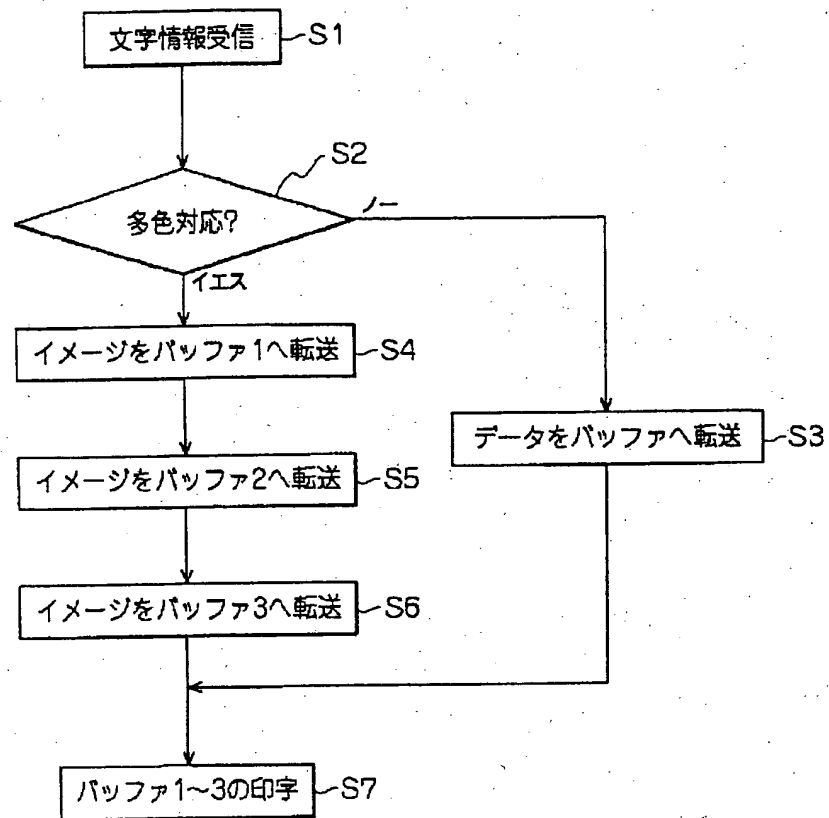 文字情報受信 S1
S2
多色対応?
ノー
イエス
イメージをバッファ1へ転送 S4
データをバッファへ転送 S3
イメージをバッファ2へ転送 S5
イメージをバッファ3へ転送 S6
バッファ1~3の印字 S7